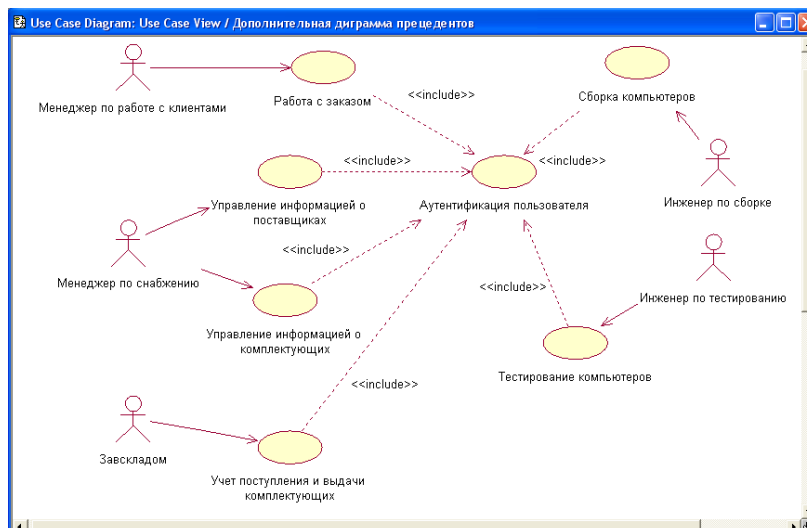 Use Case Diagram: Use Case View / Дополнительная диграмма прецедентов
Менеджер по работе с клиентами
Работа с заказом
<<include>>
Сборка компьютеров
<<include>>
<<include>>
Управление информацией о
поставщиках
Аутентификация пользователя
Инженер по сборке
Менеджер по снабжению
<<include>>
<<include>>
Инженер по тестированию
Управление информацией о
комплектующих
Тестирование компьютеров
<<include>>
Завскладом
Учет поступления и выдачи
комплектующих